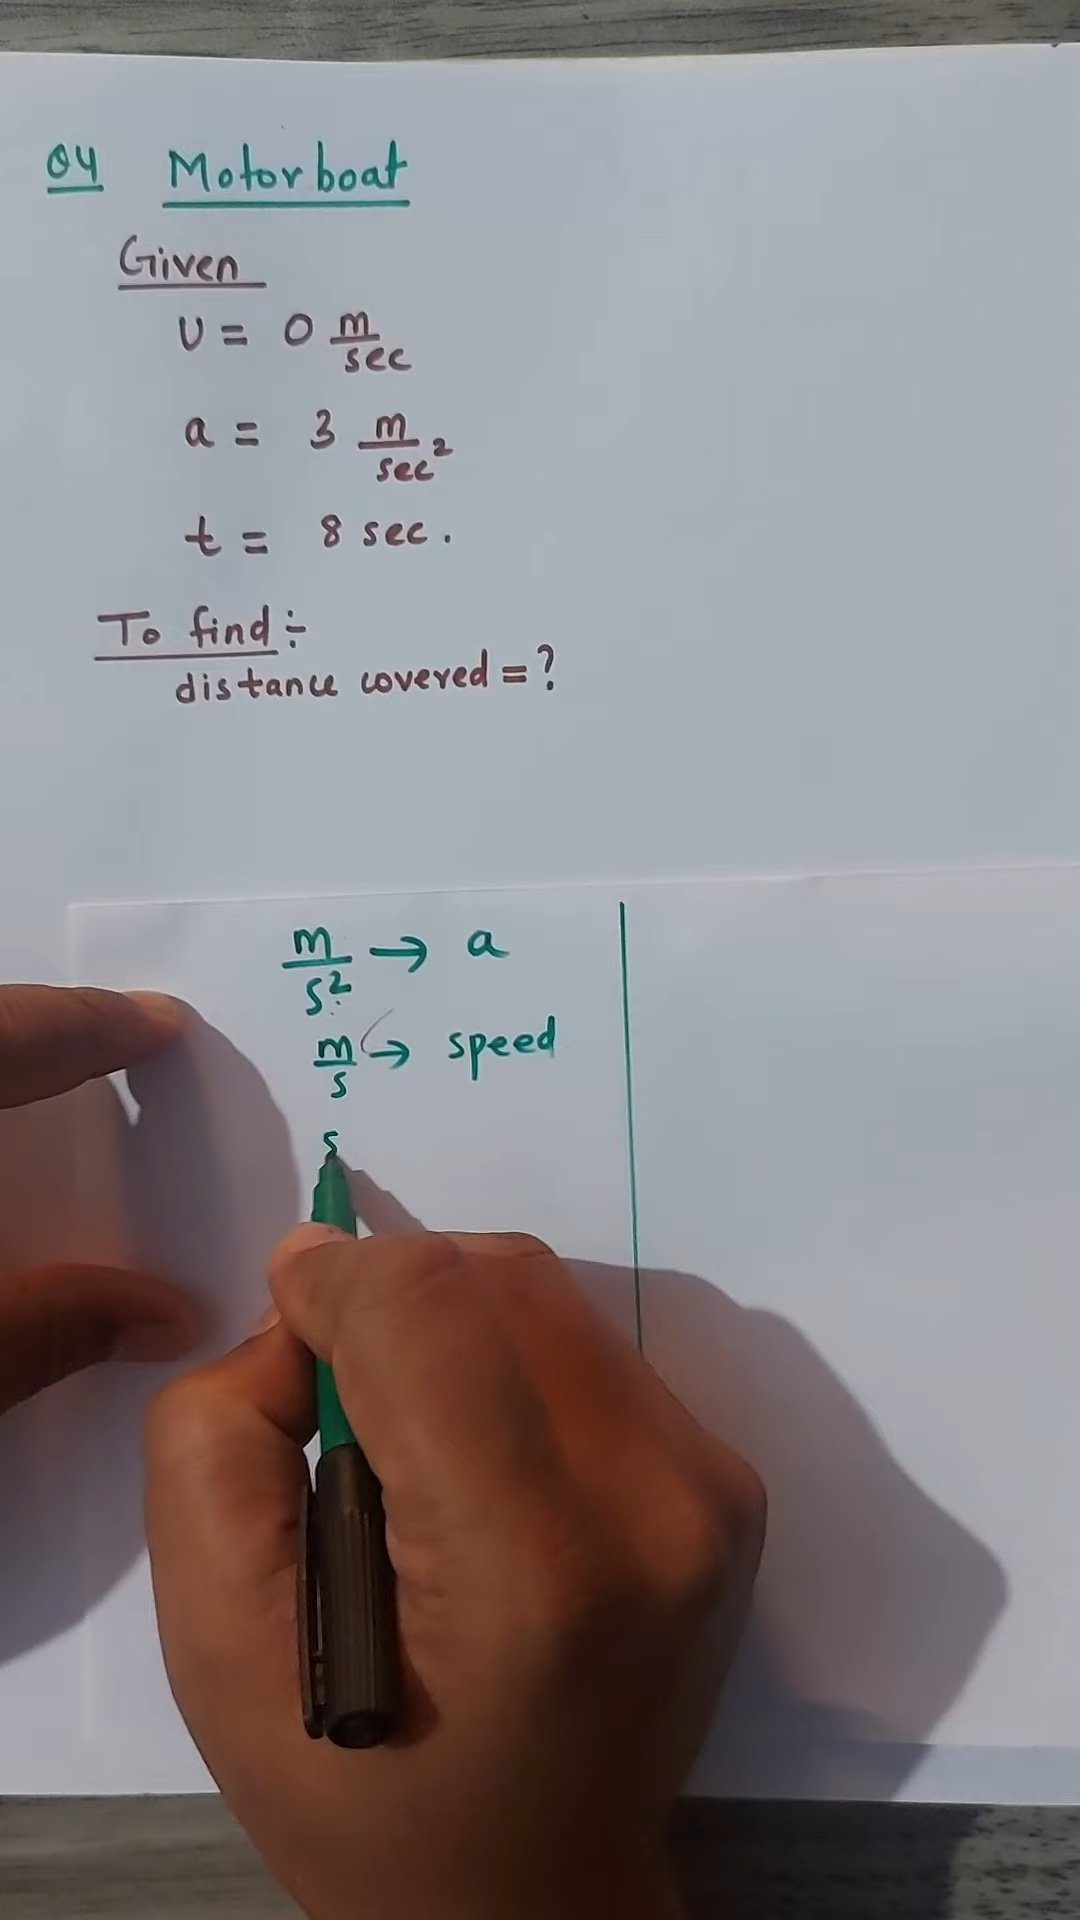 Q4 Motorboat
Given
u = 0 m/sec
a = 3 m/sec²
t = 8 sec.
To find :-
distance covered = ?
m/s² → a
m/s → speed
s